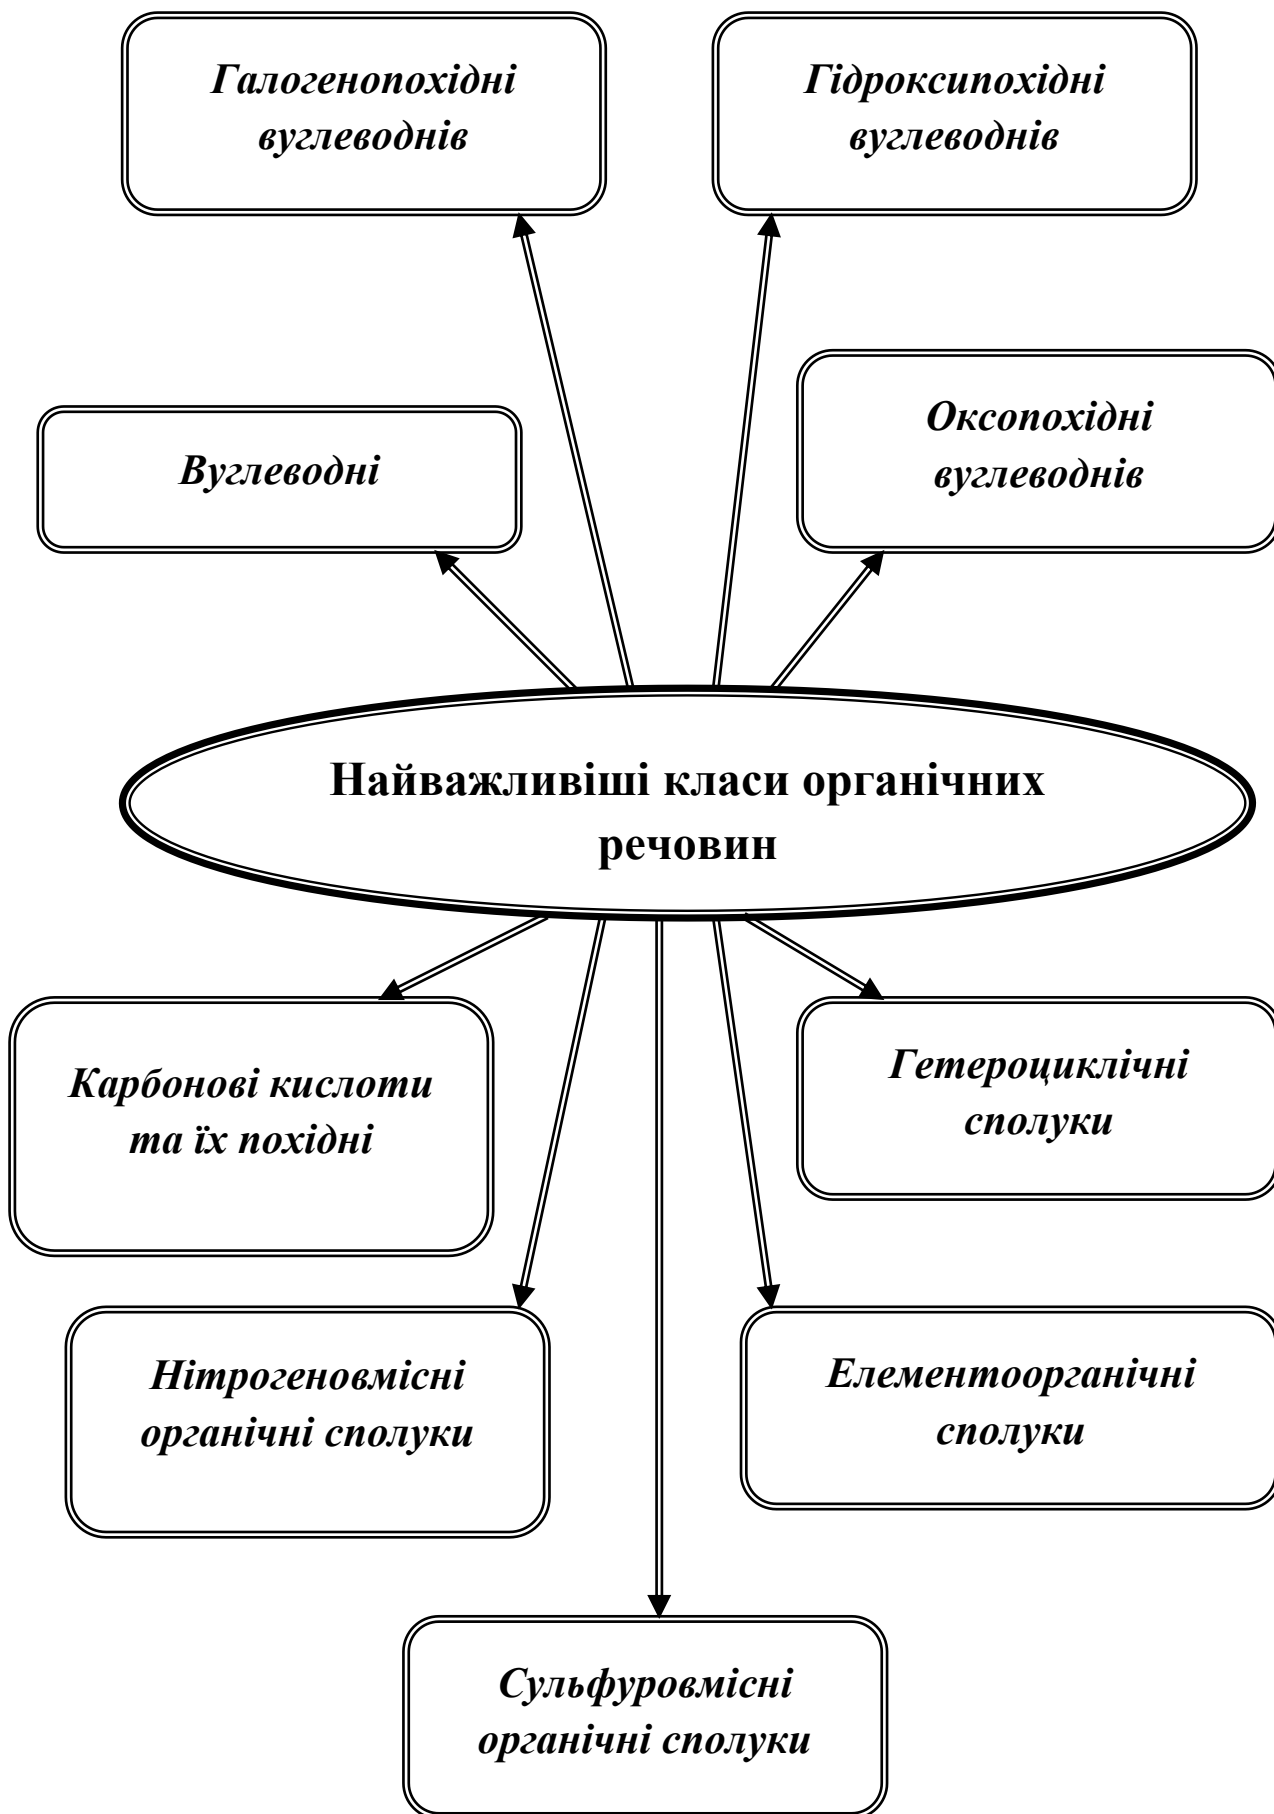 Галогенопохідні
вуглеводнів
Гідроксипохідні
вуглеводнів
Вуглеводні
Оксопохідні
вуглеводнів
Найважливіші класи органічних
речовин
Карбонові кислоти
та їх похідні
Гетероциклічні
сполуки
Нітрогеновмісні
органічні сполуки
Елементоорганічні
сполуки
Сульфуровмісні
органічні сполуки